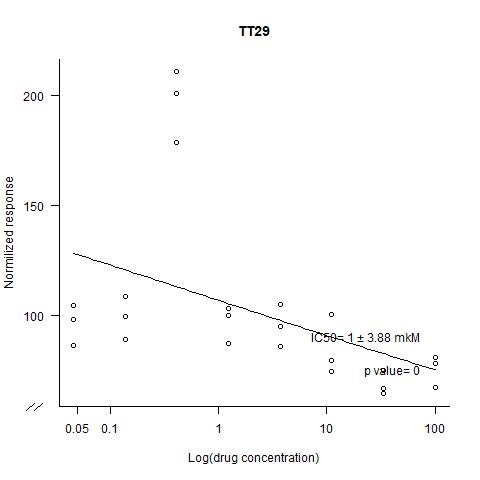 TT29
200
150
100
Normilized response
IC50= 1 ± 3.88 mkM
p value= 0
0.05 0.1 1 10 100
Log(drug concentration)